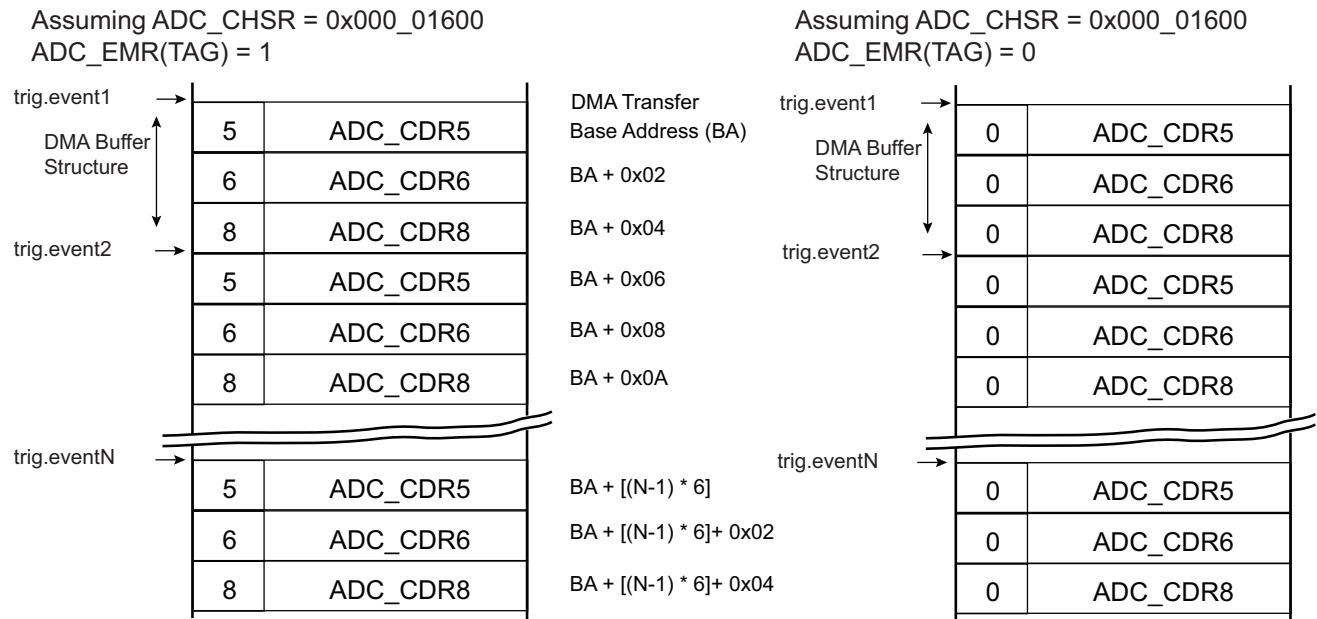 Assuming ADC_CHSR = 0x000_01600
ADC_EMR(TAG) = 1
trig.event1
DMA Buffer
Structure
trig.event2
trig.eventN
5 ADC_CDR5
6 ADC_CDR6
8 ADC_CDR8
5 ADC_CDR5
6 ADC_CDR6
8 ADC_CDR8
5 ADC_CDR5
6 ADC_CDR6
8 ADC_CDR8
DMA Transfer
Base Address (BA)
BA + 0x02
BA + 0x04
BA + 0x06
BA + 0x08
BA + 0x0A
BA + [(N-1) * 6]
BA + [(N-1) * 6]+ 0x02
BA + [(N-1) * 6]+ 0x04
Assuming ADC_CHSR = 0x000_01600
ADC_EMR(TAG) = 0
trig.event1
DMA Buffer
Structure
trig.event2
trig.eventN
0 ADC_CDR5
0 ADC_CDR6
0 ADC_CDR8
0 ADC_CDR5
0 ADC_CDR6
0 ADC_CDR8
0 ADC_CDR5
0 ADC_CDR6
0 ADC_CDR8